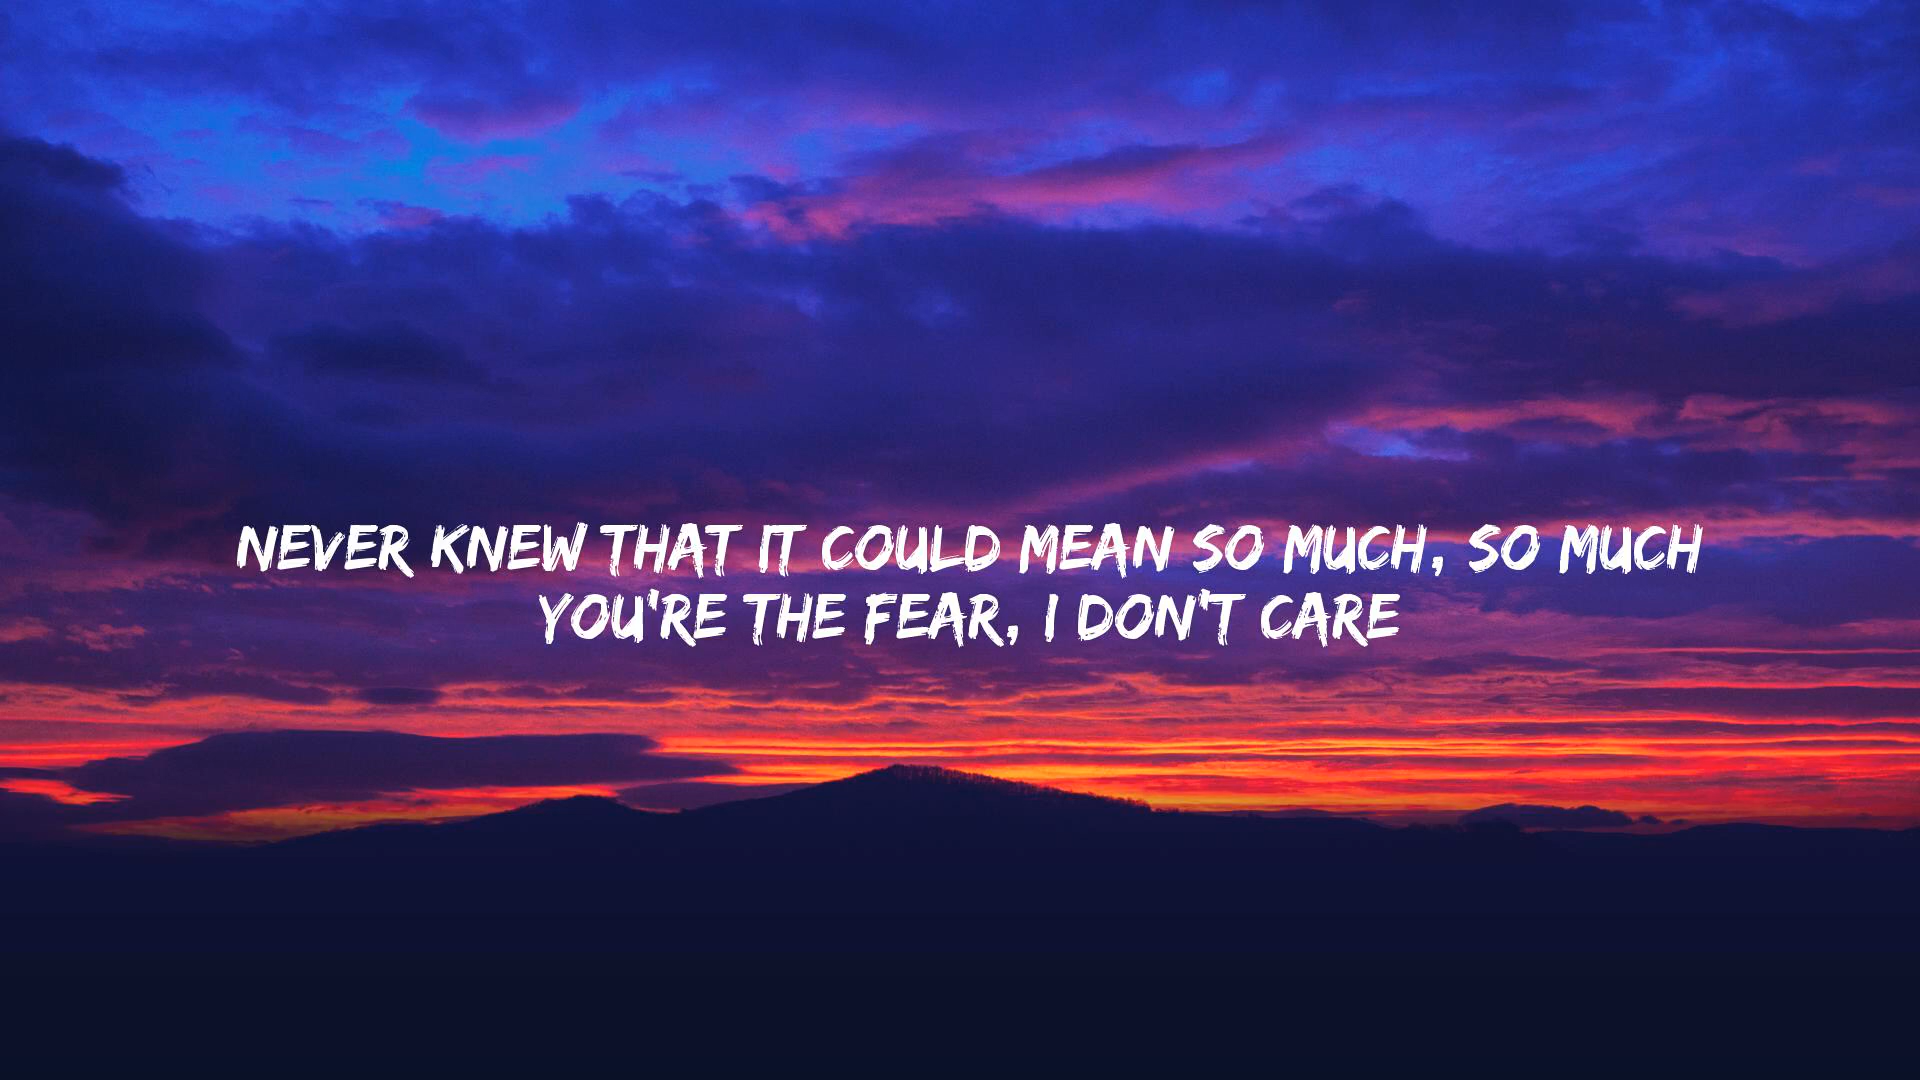 NEVER KNEW THAT IT COULD MEAN SO MUCH, SO MUCH
YOU'RE THE FEAR, I DON'T CARE